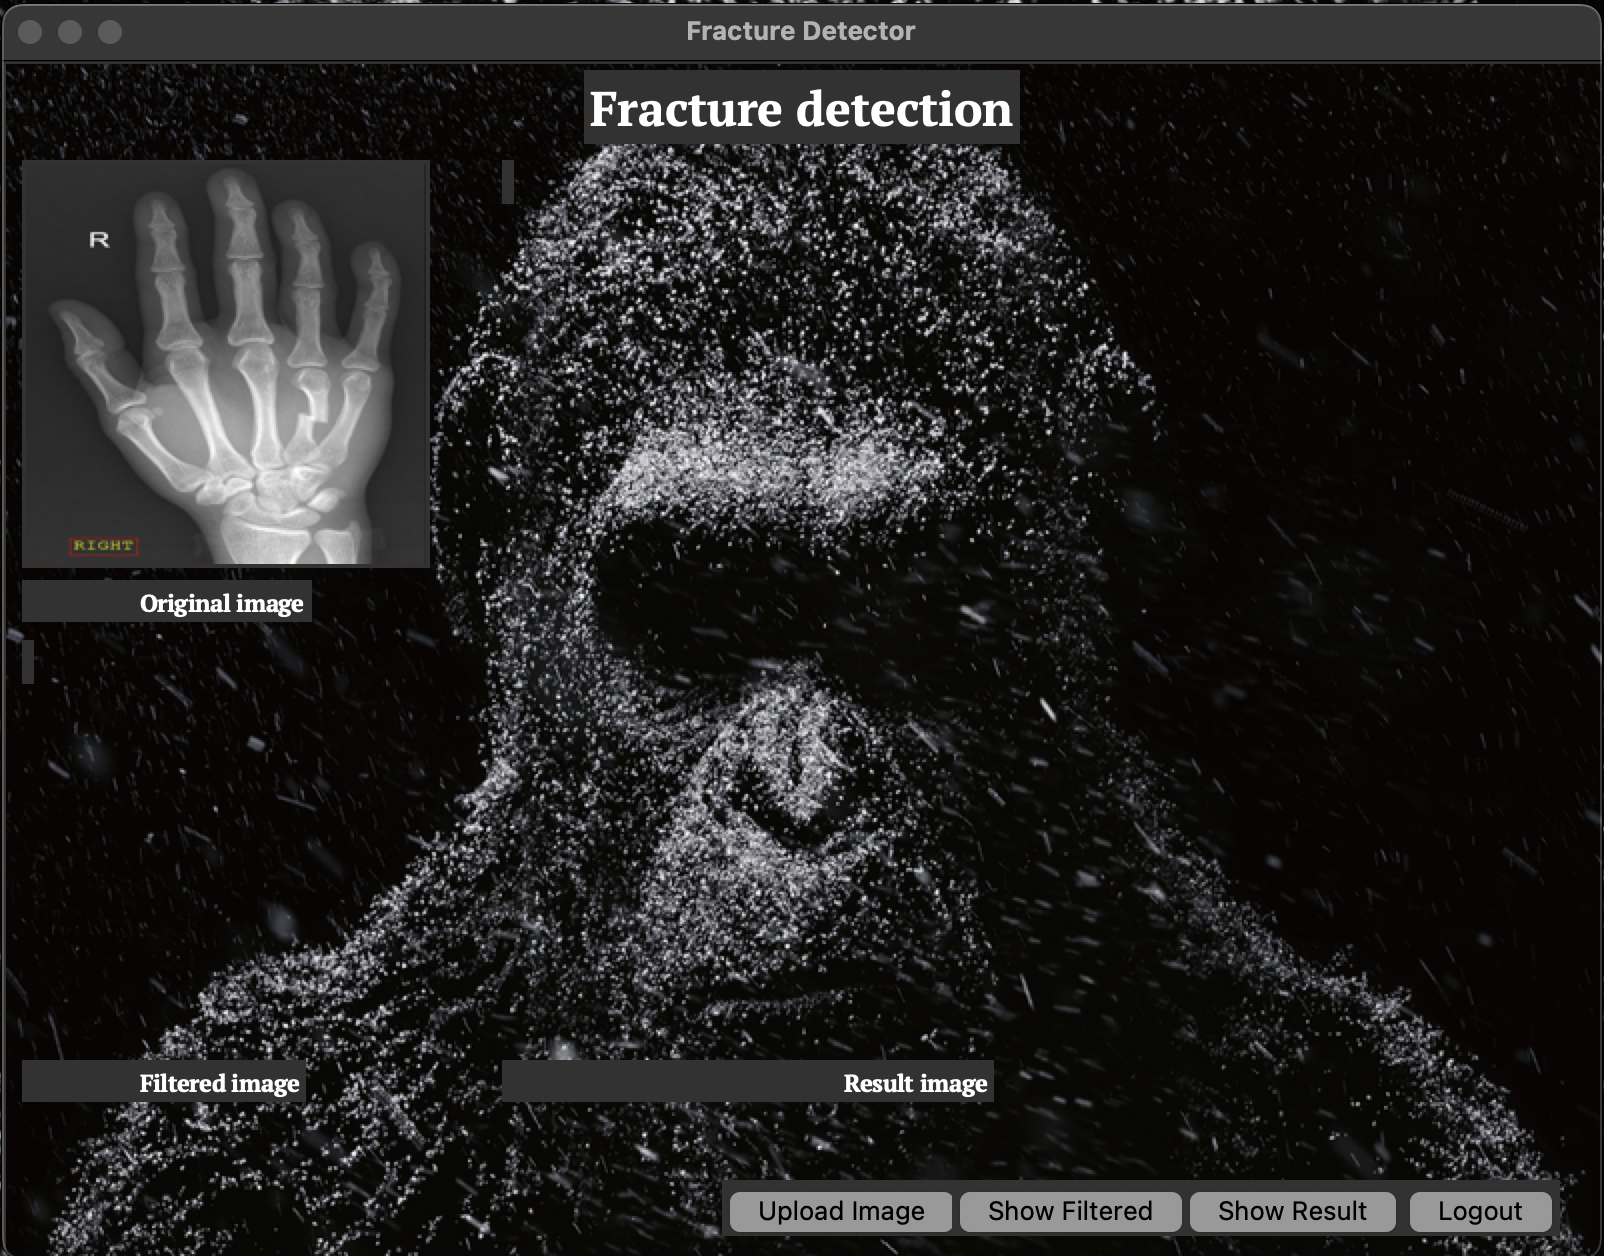 Fracture Detector
Fracture detection
R
RIGHT
Original image
Filtered image
Result image
Upload Image
Show Filtered
Show Result
Logout